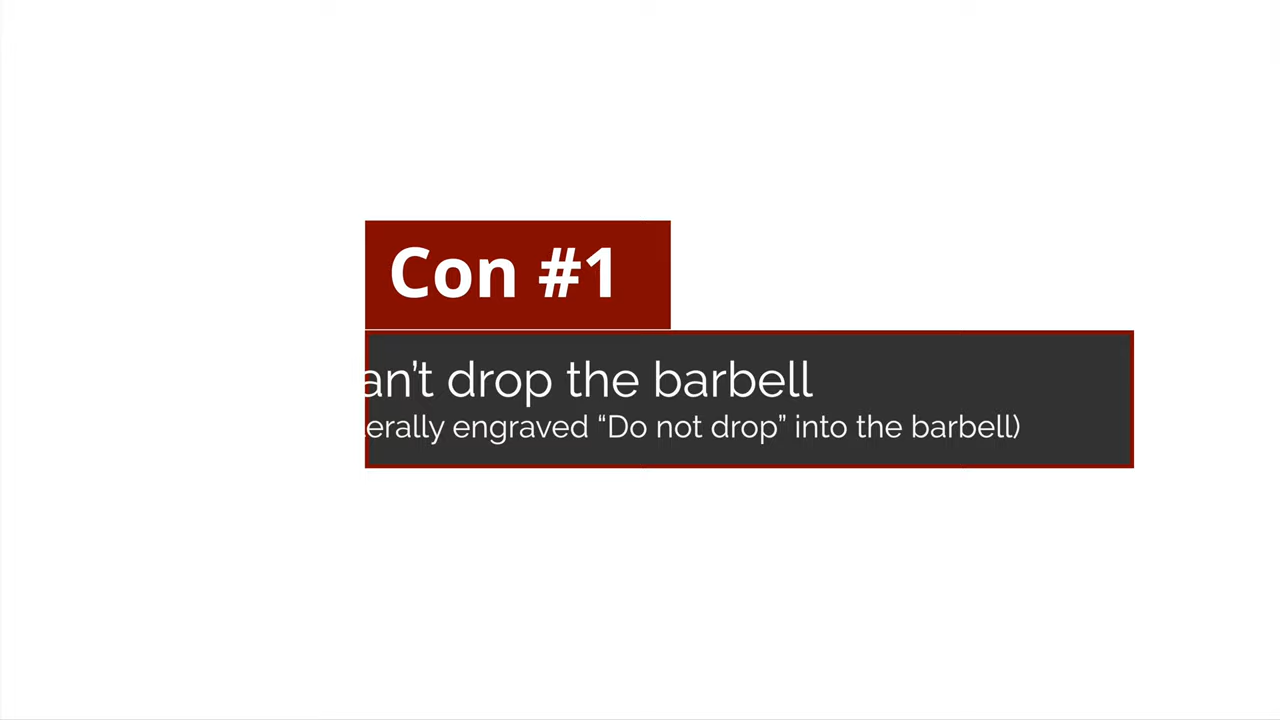 Con #1
an’t drop the barbell
erally engraved “Do not drop” into the barbell)